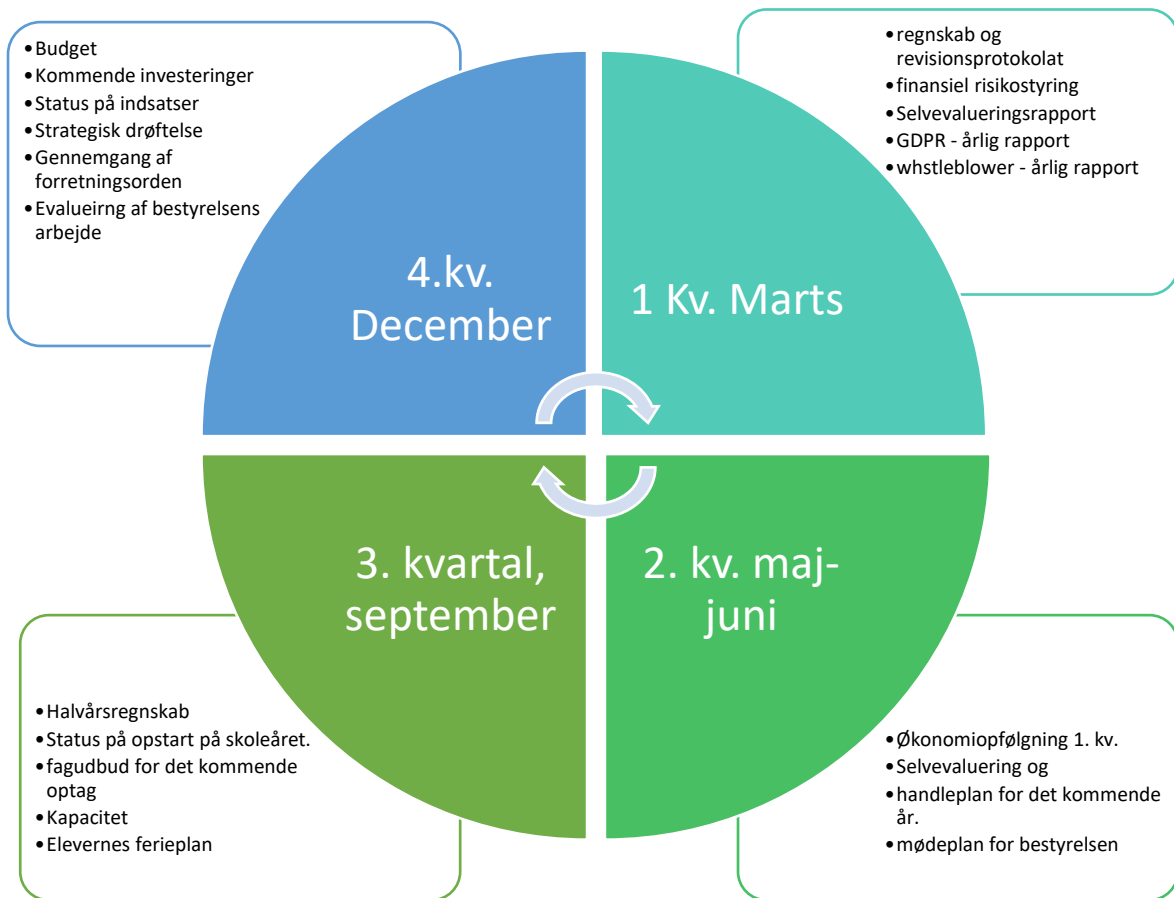 •Budget
•Kommende investeringer
•Status på indsatser
•Strategisk drøftelse
•Gennemgang af
forretningsorden
•Evalueirng af bestyrelsens
arbejde
•regnskab og
revisionsprotokolat
•finansiel risikostyring
•Selvevalueringsrapport
•GDPR - årlig rapport
•whstleblower - årlig rapport
4.kv.
December
1 Kv. Marts
3. kvartal,
september
2. kv. maj-
juni
•Halvårsregnskab
•Status på opstart på skoleåret.
•fagudbud for det kommende
optag
•Kapacitet
•Elevernes ferieplan
•Økonomiopfølgning 1. kv.
•Selvevaluering og
•handleplan for det kommende
år.
•mødeplan for bestyrelsen